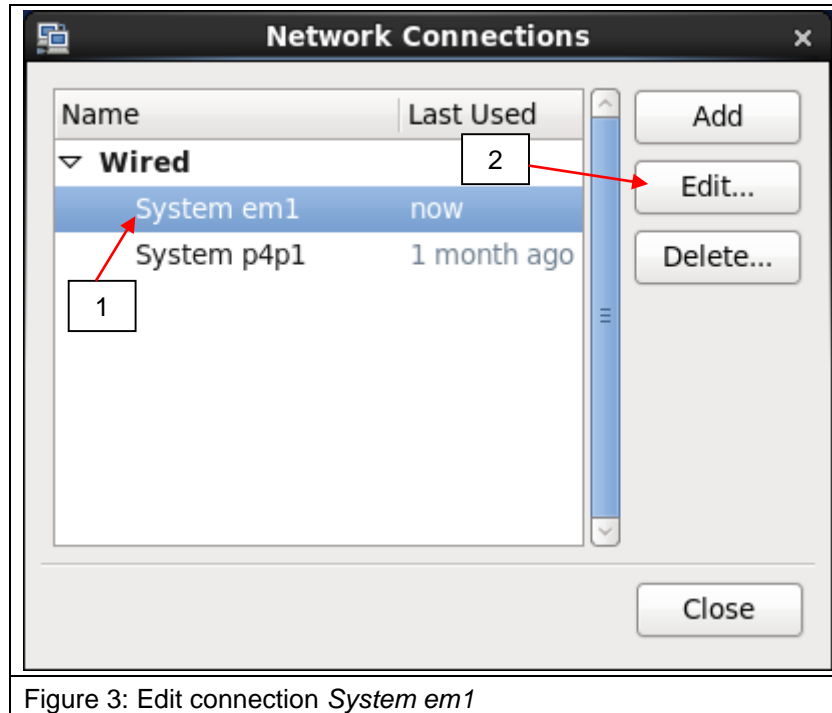 Network Connections
Name Last Used Add
Wired 2
Edit...
System em1 now
System p4p1 1 month ago Delete...
1
Close
Figure 3: Edit connection System em1